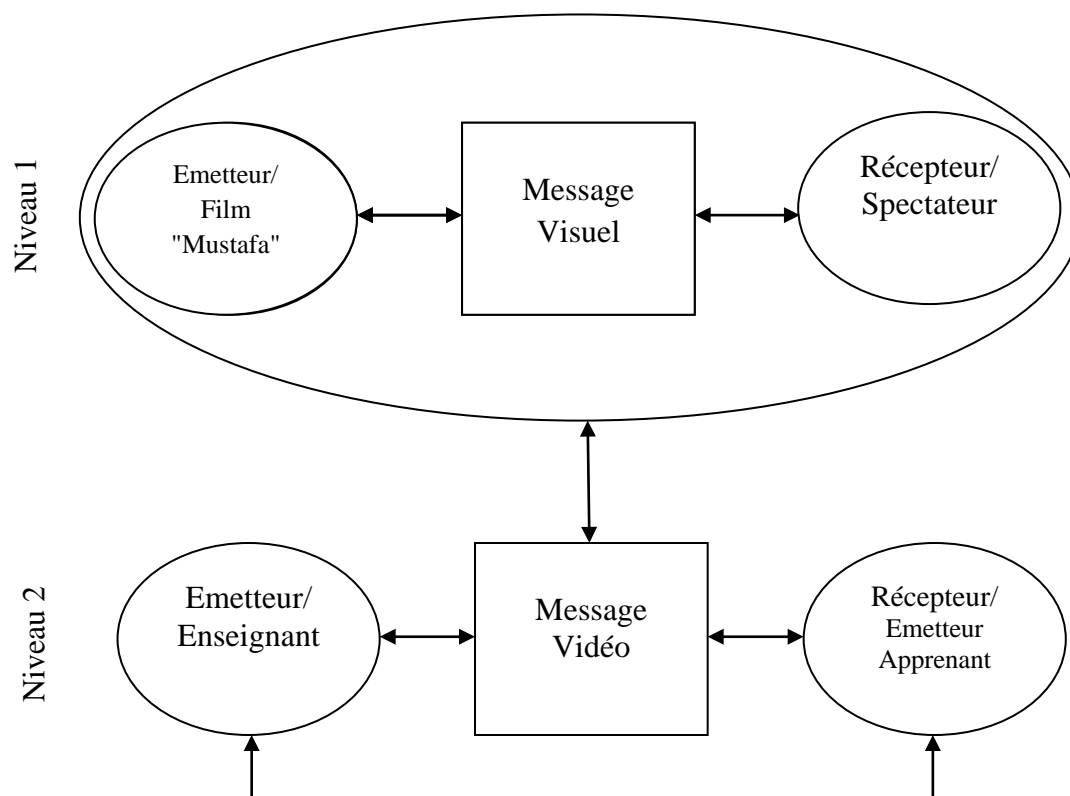 Niveau 1
Emetteur/
Film
"Mustafa"
Message
Visuel
Récepteur/
Spectateur
Niveau 2
Emetteur/
Enseignant
Message
Vidéo
Récepteur/
Emetteur
Apprenant